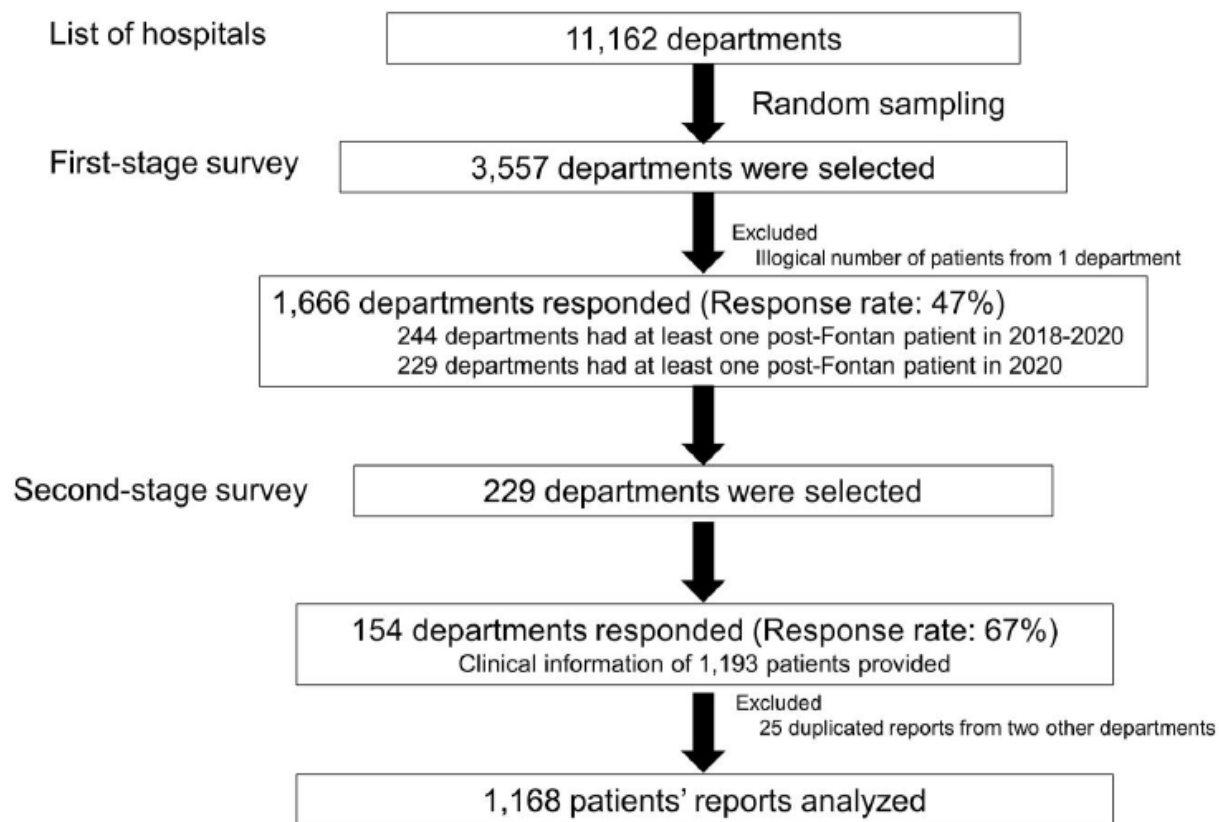 List of hospitals
11,162 departments
Random sampling
First-stage survey
3,557 departments were selected
Excluded
Illogical number of patients from 1 department
1,666 departments responded (Response rate: 47%)
244 departments had at least one post-Fontan patient in 2018-2020
229 departments had at least one post-Fontan patient in 2020
Second-stage survey
229 departments were selected
154 departments responded (Response rate: 67%)
Clinical information of 1,193 patients provided
Excluded
25 duplicated reports from two other departments
1,168 patients’ reports analyzed